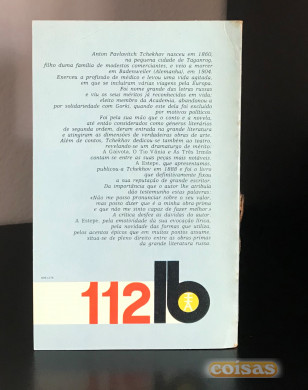 Anton Pavlovitch Tchekhov nasceu em 1860,
na pequena cidade de Taganrog,
filho duma família de modestos comerciantes, e veio a morrer
em Badenweiler (Alemanha), em 1904.
Exerceu a profissão de médico e levou uma vida agitada,
em que se incluíram várias viagens pela Europa.
Foi nome grande das letras russas
e viu os seus méritos já reconhecidos em vida;
eleito membro da Academia, abandonou-a
por solidariedade com Gorki, quando este dela foi excluído
por motivos políticos.
Foi pela sua mão que o conto e a novela,
até então considerados como géneros literários
de segunda ordem, deram entrada na grande literatura
e atingiram as dimensões de verdadeiras obras de arte.
Além de contos, Tchekhov dedicou-se também ao teatro,
revelando-se um dramaturgo de mérito:
A Gaivota, O Tio Vânia e As Três Irmãs
contam-se entre as suas peças mais notáveis.
A Estepe, que apresentamos,
publicou-a Tchekhov em 1888 e foi o livro
que definitivamente fixou
a sua reputação de grande escritor.
Da importância que o autor lhe atribuía
dão testemunho estas palavras:
«Não me posso pronunciar sobre o seu valor,
mas posso dizer que é a minha obra-prima
e que não me sinto capaz de fazer melhor.»
A crítica desfez as dúvidas do autor.
A Estepe, pela emotividade da sua evocação lírica,
pela novidade das formas que utiliza,
pelos acentos épicos que em muitos pontos assume,
situa-se de pleno direito entre as obras-primas
da grande literatura russa.
112 lb
coisas